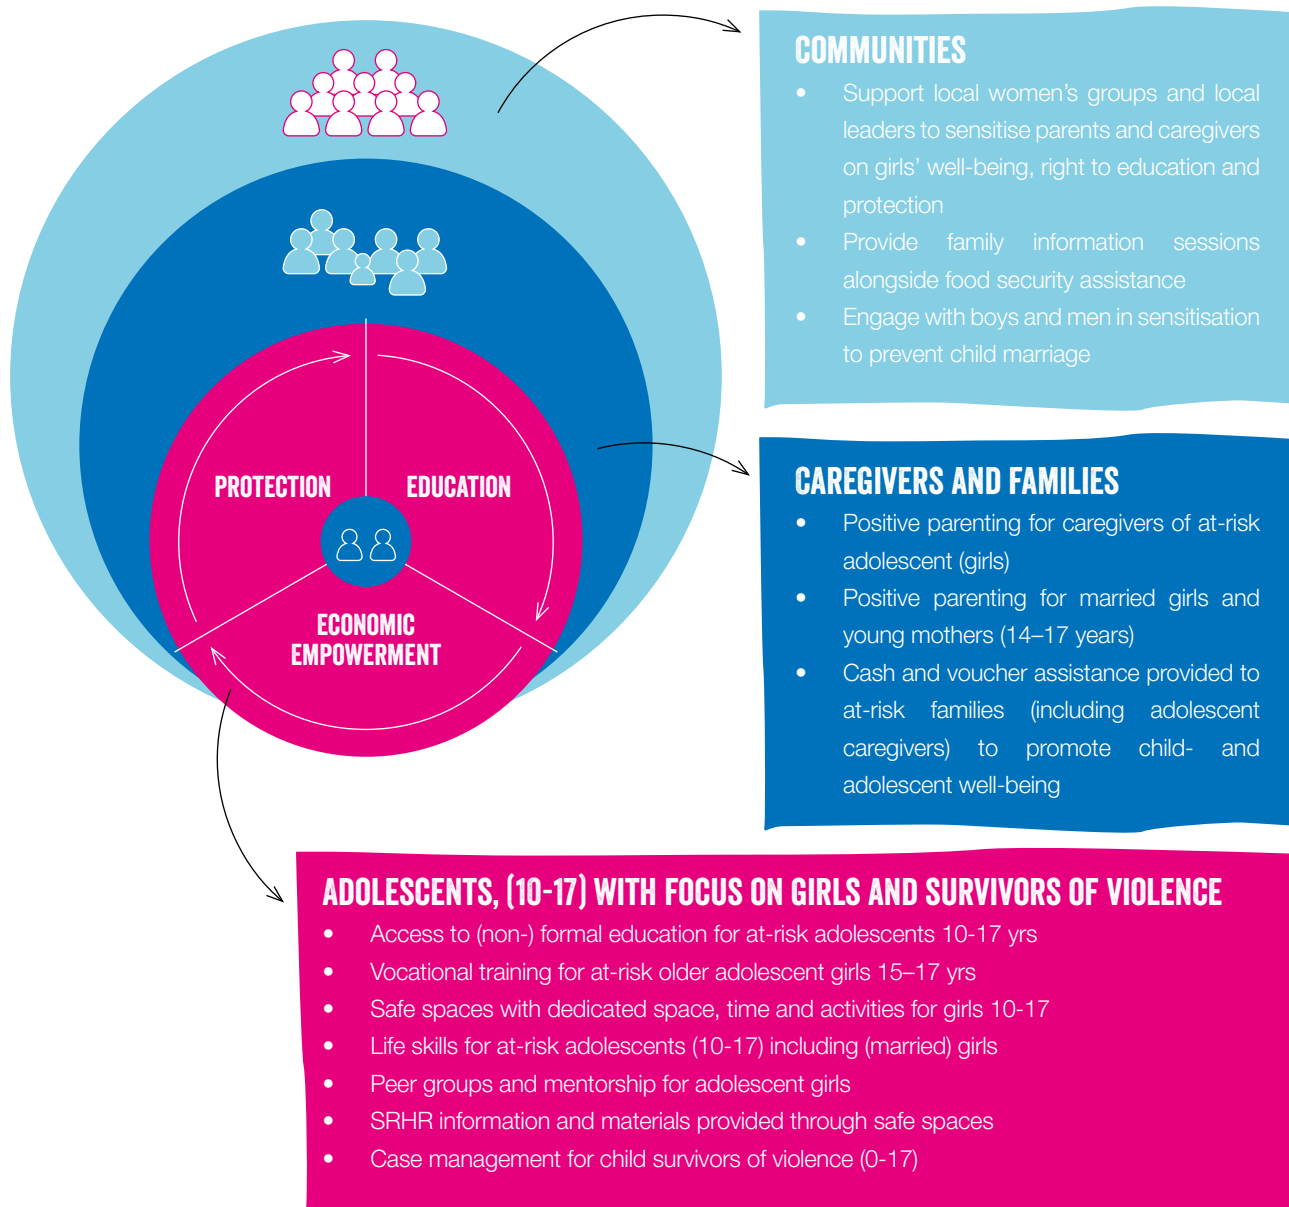 COMMUNITIES
• Support local women's groups and local
leaders to sensitise parents and caregivers
on girls' well-being, right to education and
protection
• Provide family information sessions
alongside food security assistance
• Engage with boys and men in sensitisation
to prevent child marriage
PROTECTION
EDUCATION
ECONOMIC
EMPOWERMENT
CAREGIVERS AND FAMILIES
• Positive parenting for caregivers of at-risk
adolescent (girls)
• Positive parenting for married girls and
young mothers (14–17 years)
• Cash and voucher assistance provided to
at-risk families (including adolescent
caregivers) to promote child- and
adolescent well-being
ADOLESCENTS, (10-17) WITH FOCUS ON GIRLS AND SURVIVORS OF VIOLENCE
• Access to (non-) formal education for at-risk adolescents 10-17 yrs
• Vocational training for at-risk older adolescent girls 15–17 yrs
• Safe spaces with dedicated space, time and activities for girls 10-17
• Life skills for at-risk adolescents (10-17) including (married) girls
• Peer groups and mentorship for adolescent girls
• SRHR information and materials provided through safe spaces
• Case management for child survivors of violence (0-17)